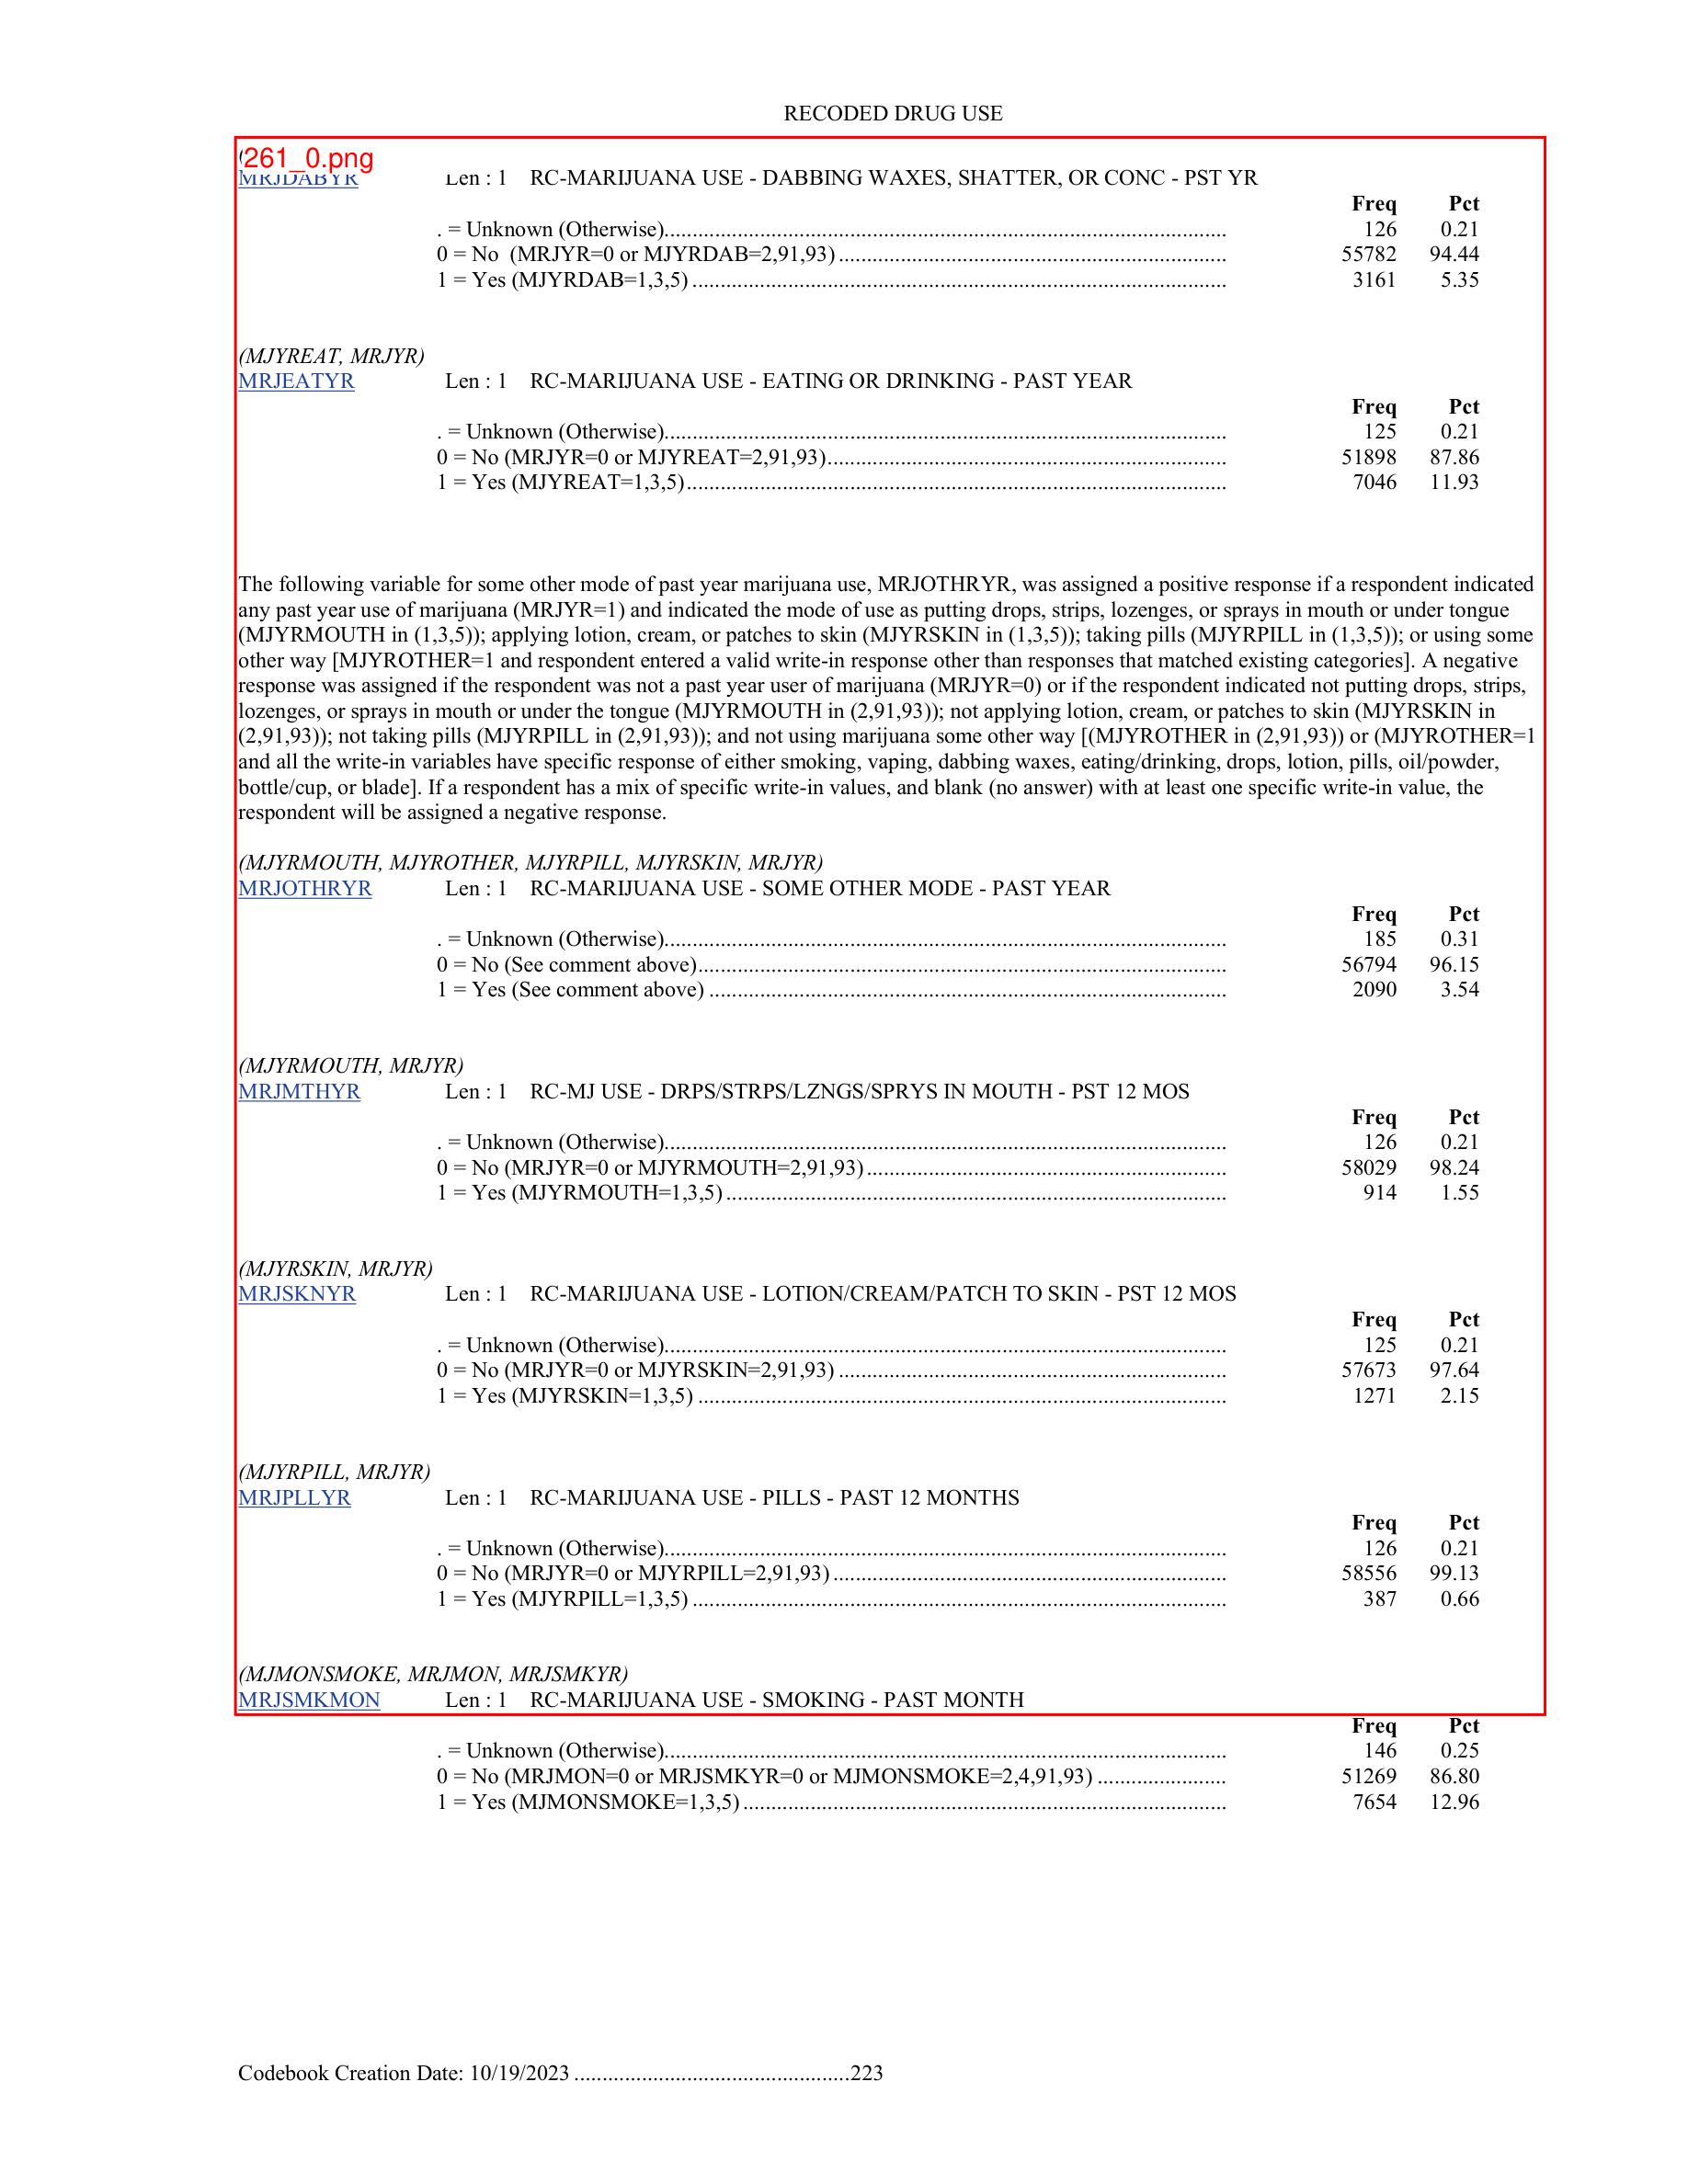 RECODED DRUG USE
261_0.png
MRJDABYR Len : 1 RC-MARIJUANA USE - DABBING WAXES, SHATTER, OR CONC - PST YR
Freq Pct
. = Unknown (Otherwise).................................................................................................... 126 0.21
0 = No  (MRJYR=0 or MJYRDAB=2,91,93) ..................................................................... 55782 94.44
1 = Yes (MJYRDAB=1,3,5) ............................................................................................... 3161 5.35
(MJYREAT, MRJYR)
MRJEATYR Len : 1 RC-MARIJUANA USE - EATING OR DRINKING - PAST YEAR
Freq Pct
. = Unknown (Otherwise).................................................................................................... 125 0.21
0 = No (MRJYR=0 or MJYREAT=2,91,93)....................................................................... 51898 87.86
1 = Yes (MJYREAT=1,3,5)................................................................................................ 7046 11.93
The following variable for some other mode of past year marijuana use, MRJOTHRYR, was assigned a positive response if a respondent indicated
any past year use of marijuana (MRJYR=1) and indicated the mode of use as putting drops, strips, lozenges, or sprays in mouth or under tongue
(MJYRMOUTH in (1,3,5)); applying lotion, cream, or patches to skin (MJYRSKIN in (1,3,5)); taking pills (MJYRPILL in (1,3,5)); or using some
other way [MJYROTHER=1 and respondent entered a valid write-in response other than responses that matched existing categories]. A negative
response was assigned if the respondent was not a past year user of marijuana (MRJYR=0) or if the respondent indicated not putting drops, strips,
lozenges, or sprays in mouth or under the tongue (MJYRMOUTH in (2,91,93)); not applying lotion, cream, or patches to skin (MJYRSKIN in
(2,91,93)); not taking pills (MJYRPILL in (2,91,93)); and not using marijuana some other way [(MJYROTHER in (2,91,93)) or (MJYROTHER=1
and all the write-in variables have specific response of either smoking, vaping, dabbing waxes, eating/drinking, drops, lotion, pills, oil/powder,
bottle/cup, or blade]. If a respondent has a mix of specific write-in values, and blank (no answer) with at least one specific write-in value, the
respondent will be assigned a negative response.
(MJYRMOUTH, MJYROTHER, MJYRPILL, MJYRSKIN, MRJYR)
MRJOTHRYR Len : 1 RC-MARIJUANA USE - SOME OTHER MODE - PAST YEAR
Freq Pct
. = Unknown (Otherwise).................................................................................................... 185 0.31
0 = No (See comment above).............................................................................................. 56794 96.15
1 = Yes (See comment above) ............................................................................................ 2090 3.54
(MJYRMOUTH, MRJYR)
MRJMTHYR Len : 1 RC-MJ USE - DRPS/STRPS/LZNGS/SPRYS IN MOUTH - PST 12 MOS
Freq Pct
. = Unknown (Otherwise).................................................................................................... 126 0.21
0 = No (MRJYR=0 or MJYRMOUTH=2,91,93) ................................................................ 58029 98.24
1 = Yes (MJYRMOUTH=1,3,5) ......................................................................................... 914 1.55
(MJYRSKIN, MRJYR)
MRJSKNYR Len : 1 RC-MARIJUANA USE - LOTION/CREAM/PATCH TO SKIN - PST 12 MOS
Freq Pct
. = Unknown (Otherwise).................................................................................................... 125 0.21
0 = No (MRJYR=0 or MJYRSKIN=2,91,93) ..................................................................... 57673 97.64
1 = Yes (MJYRSKIN=1,3,5) .............................................................................................. 1271 2.15
(MJYRPILL, MRJYR)
MRJPLLYR Len : 1 RC-MARIJUANA USE - PILLS - PAST 12 MONTHS
Freq Pct
. = Unknown (Otherwise).................................................................................................... 126 0.21
0 = No (MRJYR=0 or MJYRPILL=2,91,93) ...................................................................... 58556 99.13
1 = Yes (MJYRPILL=1,3,5) ............................................................................................... 387 0.66
(MJMONSMOKE, MRJMON, MRJSMKYR)
MRJSMKMON Len : 1 RC-MARIJUANA USE - SMOKING - PAST MONTH
Freq Pct
. = Unknown (Otherwise).................................................................................................... 146 0.25
0 = No (MRJMON=0 or MRJSMKYR=0 or MJMONSMOKE=2,4,91,93) ....................... 51269 86.80
1 = Yes (MJMONSMOKE=1,3,5) ...................................................................................... 7654 12.96
Codebook Creation Date: 10/19/2023 .................................................223